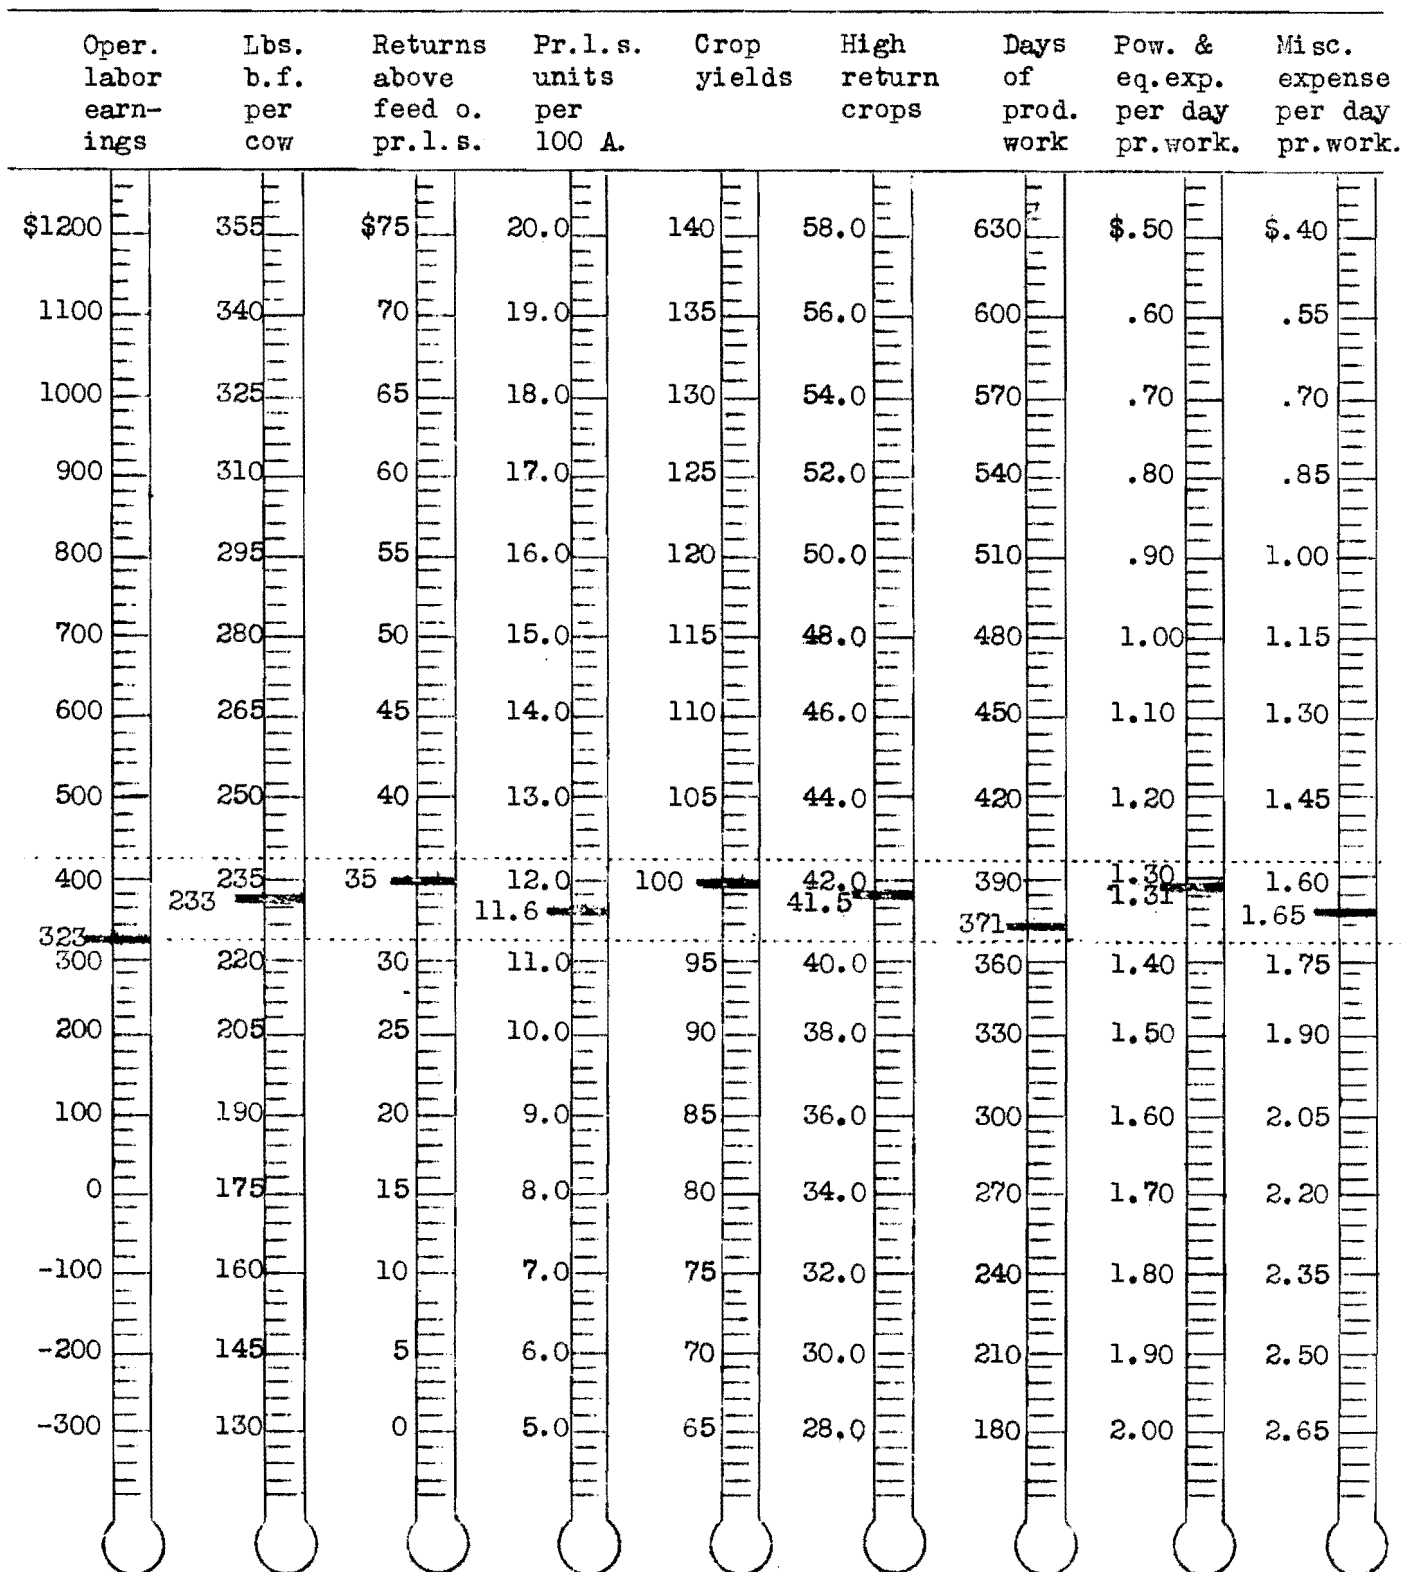 Oper. Lbs. Returns Pr.l.s. Crop High Days Pow. & Misc.
labor b.f. above units yields return of eq.exp. expense
earn- per feed o. per crops prod. per day per day
ings cow pr.l.s. 100 A. work pr.work. pr.work.
$1200 355 $75 20.0 140 58.0 630 $.50 $.40
1100 340 70 19.0 135 56.0 600 .60 .55
1000 325 65 18.0 130 54.0 570 .70 .70
900 310 60 17.0 125 52.0 540 .80 .85
800 295 55 16.0 120 50.0 510 .90 1.00
700 280 50 15.0 115 48.0 480 1.00 1.15
600 265 45 14.0 110 46.0 450 1.10 1.30
500 250 40 13.0 105 44.0 420 1.20 1.45
400 235 35 12.0 100 42.0 390 1.30 1.60
233 11.6 41.5 371 1.31 1.65
323
300 220 30 11.0 95 40.0 360 1.40 1.75
200 205 25 10.0 90 38.0 330 1.50 1.90
100 190 20 9.0 85 36.0 300 1.60 2.05
0 175 15 8.0 80 34.0 270 1.70 2.20
-100 160 10 7.0 75 32.0 240 1.80 2.35
-200 145 5 6.0 70 30.0 210 1.90 2.50
-300 130 0 5.0 65 28.0 180 2.00 2.65